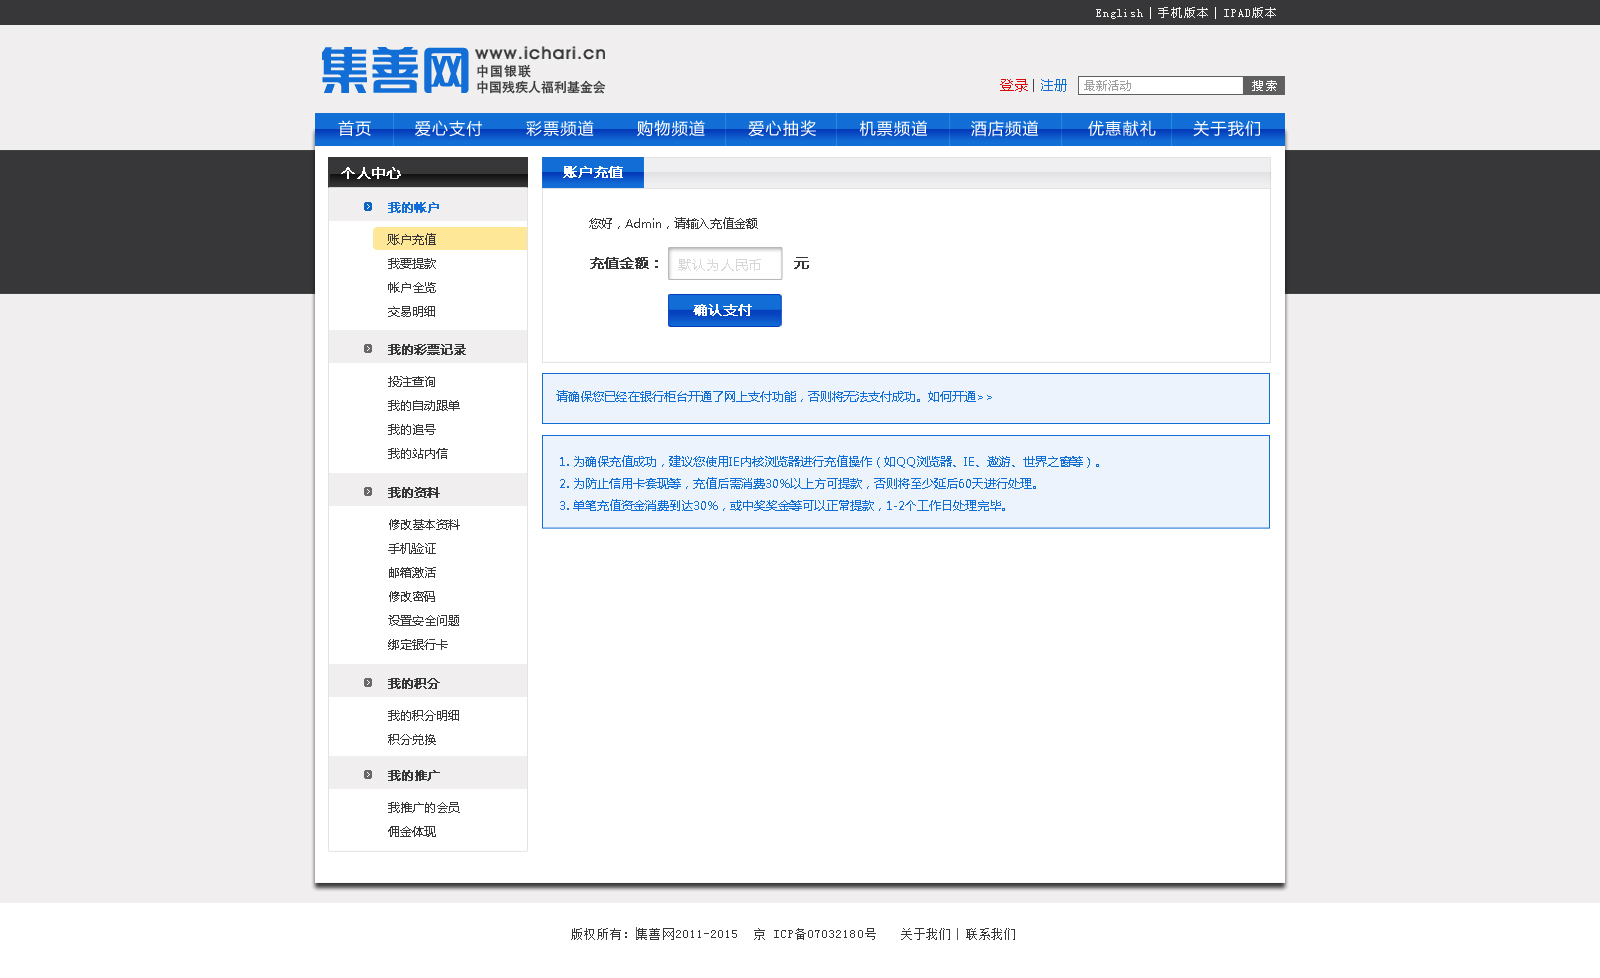 English | 手机版本 | IPAD版本
集善网 www.ichari.cn
中国银联
中国残疾人福利基金会
登录 | 注册 最新活动 搜索
首页 爱心支付 彩票频道 购物频道 爱心抽奖 机票频道 酒店频道 优惠献礼 关于我们
个人中心
我的帐户
账户充值
我要提款
帐户全览
交易明细
我的彩票记录
投注查询
我的自动跟单
我的追号
我的站内信
我的资料
修改基本资料
手机验证
邮箱激活
修改密码
设置安全问题
绑定银行卡
我的积分
我的积分明细
积分兑换
我的推广
我推广的会员
佣金体现
账户充值
您好，Admin，请输入充值金额
充值金额： 默认为人民币 元
确认支付
请确保您已经在银行柜台开通了网上支付功能，否则将无法支付成功。如何开通>>
1. 为确保充值成功，建议您使用IE内核浏览器进行充值操作（如QQ浏览器、IE、遨游、世界之窗等）。
2. 为防止信用卡套现等，充值后需消费30%以上方可提款，否则将至少延后60天进行处理。
3. 单笔充值资金消费到达30%，或中奖奖金等可以正常提款，1-2个工作日处理完毕。
版权所有：集善网2011-2015 京 ICP备07032180号 关于我们 | 联系我们